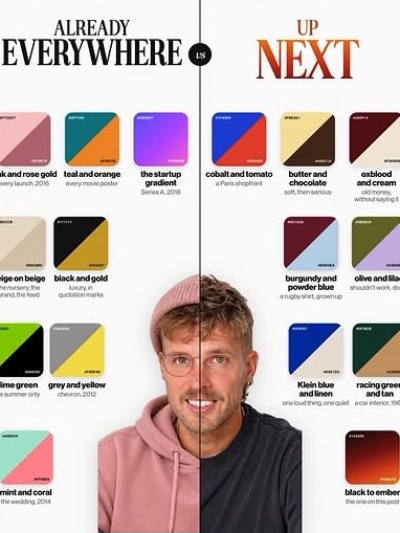 ALREADY
EVERYWHERE
vs
UP
NEXT
nk and rose gold
every launch, 2016
teal and orange
every movie poster
the startup
gradient
Series A, 2018
cobalt and tomato
a Paris shopfront
butter and
chocolate
soft, then serious
oxblood
and cream
old money,
without saying it
eige on beige
the nursery, the
brand, the feed
black and gold
luxury, in
quotation marks
burgundy and
powder blue
a rugby shirt, grown up
olive and lilac
shouldn't work. do
lime green
e summer only
grey and yellow
chevron, 2012
Klein blue
and linen
one loud thing, one quiet
racing green
and tan
a car interior, 196
mint and coral
the wedding, 2014
black to ember
the one on this post